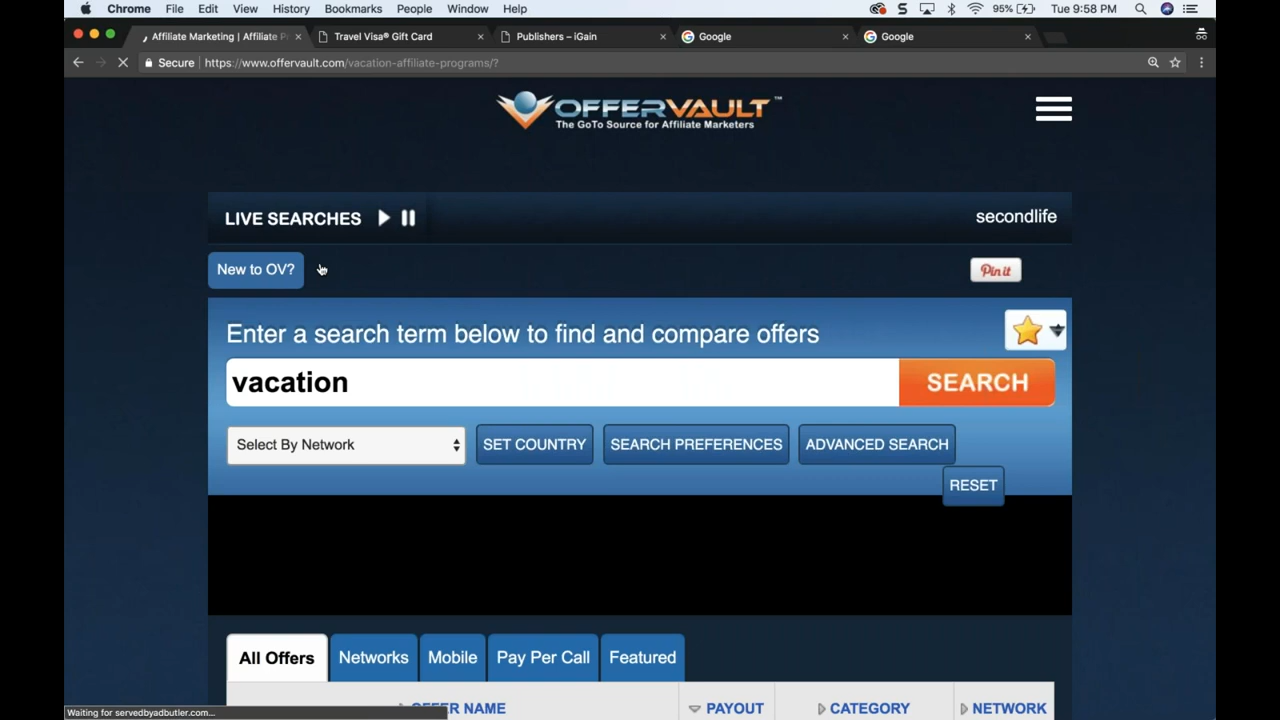 Chrome File Edit View History Bookmarks People Window Help 95% Tue 9:58 PM
Affiliate Marketing | Affiliate P Travel Visa® Gift Card Publishers – iGain Google Google
Secure https://www.offervault.com/vacation-affiliate-programs/?
OFFERVAULT™
The GoTo Source for Affiliate Marketers
LIVE SEARCHES secondlife
New to OV? Pin it
Enter a search term below to find and compare offers
vacation SEARCH
Select By Network SET COUNTRY SEARCH PREFERENCES ADVANCED SEARCH
RESET
All Offers Networks Mobile Pay Per Call Featured
OFFER NAME PAYOUT CATEGORY NETWORK
Waiting for servedbyadbutler.com...